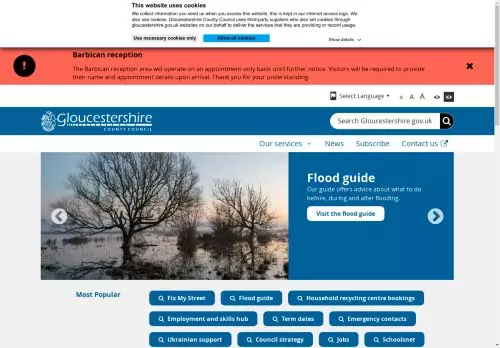 This website uses cookies
We collect information you send us when you access this website, this is kept in our internet access logs. We
also use cookies. Gloucestershire County Council uses third-party suppliers who also set cookies through
gloucestershire.gov.uk websites on our behalf to deliver the services that they are providing or record usage.
Use necessary cookies only
Allow all cookies
Show details
Barbican reception
The Barbican reception area will operate on an appointment-only basis until further notice. Visitors will be required to
provide their name and appointment details upon arrival. Thank you for your understanding.
Select Language
A A A
Gloucestershire
COUNTY COUNCIL
Search Gloucestershire.gov.uk
Our services
News
Subscribe
Contact us
Flood guide
Our guide offers advice about what to do
before, during and after flooding.
Visit the flood guide
Most Popular
Fix My Street
Flood guide
Household recycling centre bookings
Employment and skills hub
Term dates
Emergency contacts
Ukrainian support
Council strategy
Jobs
Schoolsnet